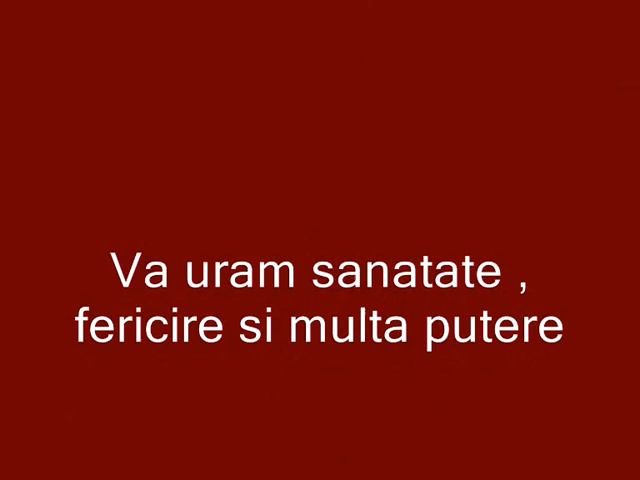 Va uram sanatate ,
fericire si multa putere